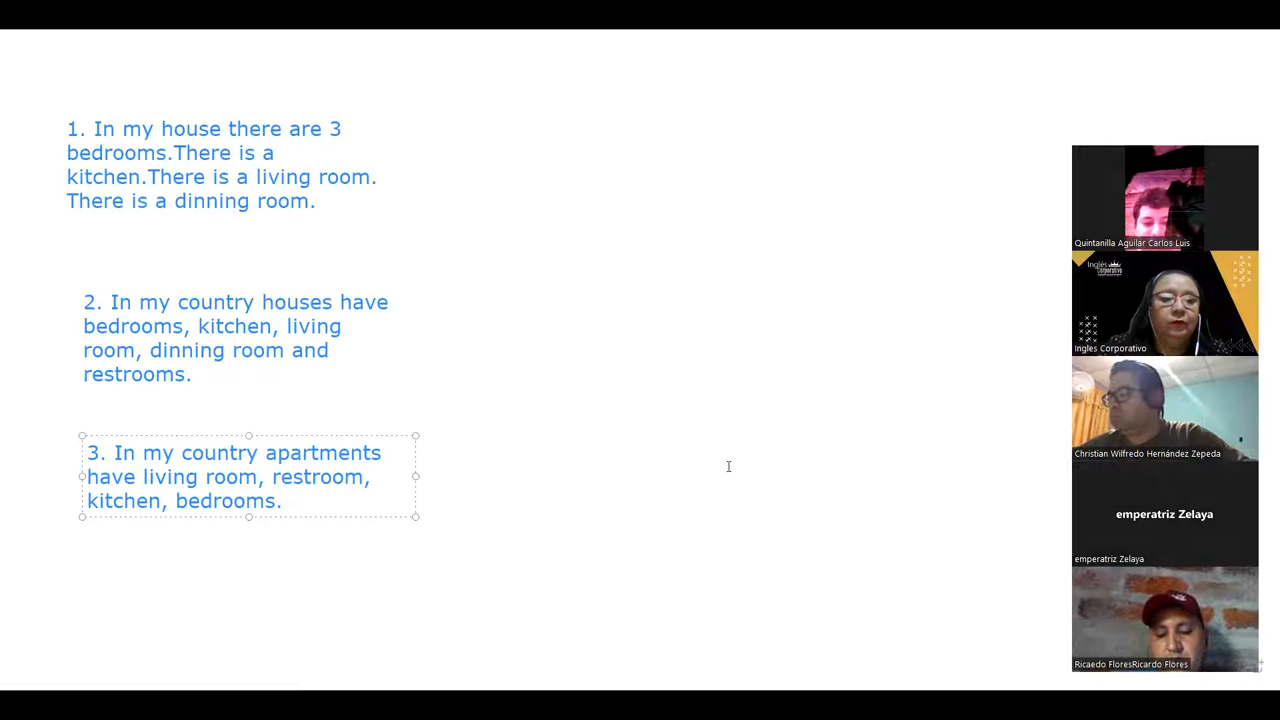 1. In my house there are 3
bedrooms.There is a
kitchen.There is a living room.
There is a dinning room.
2. In my country houses have
bedrooms, kitchen, living
room, dinning room and
restrooms.
3. In my country apartments
have living room, restroom,
kitchen, bedrooms.
Quintanilla Aguilar Carlos Luis
Inglés
Corporativo
Ingles Corporativo
Christian Wilfredo Hernández Zepeda
emperatriz Zelaya
emperatriz Zelaya
Ricaedo FloresRicardo Flores